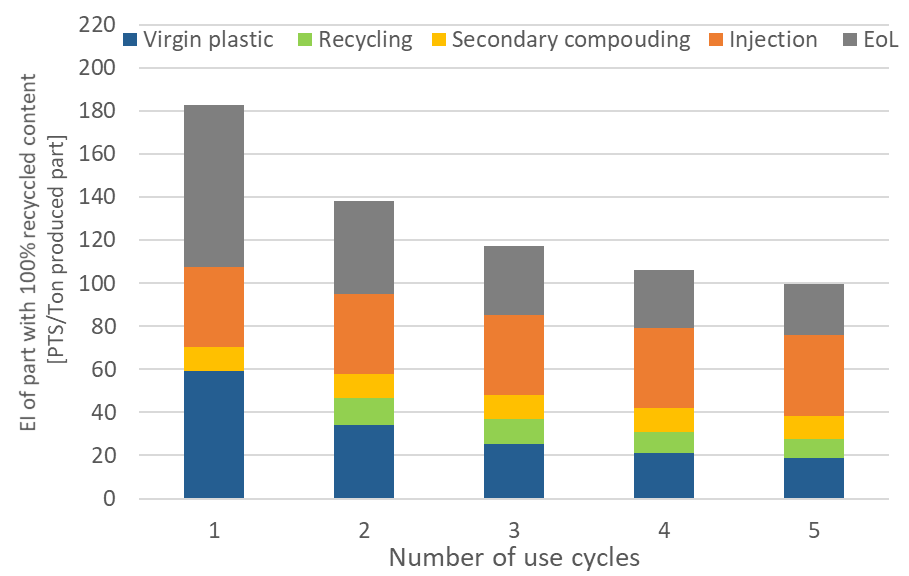 220
Virgin plastic Recycling Secondary compouding Injection EoL
200
180
160
140
120
100
80
60
40
20
0
EI of part with 100% recyccled content
[PTS/Ton produced part]
1 2 3 4 5
Number of use cycles